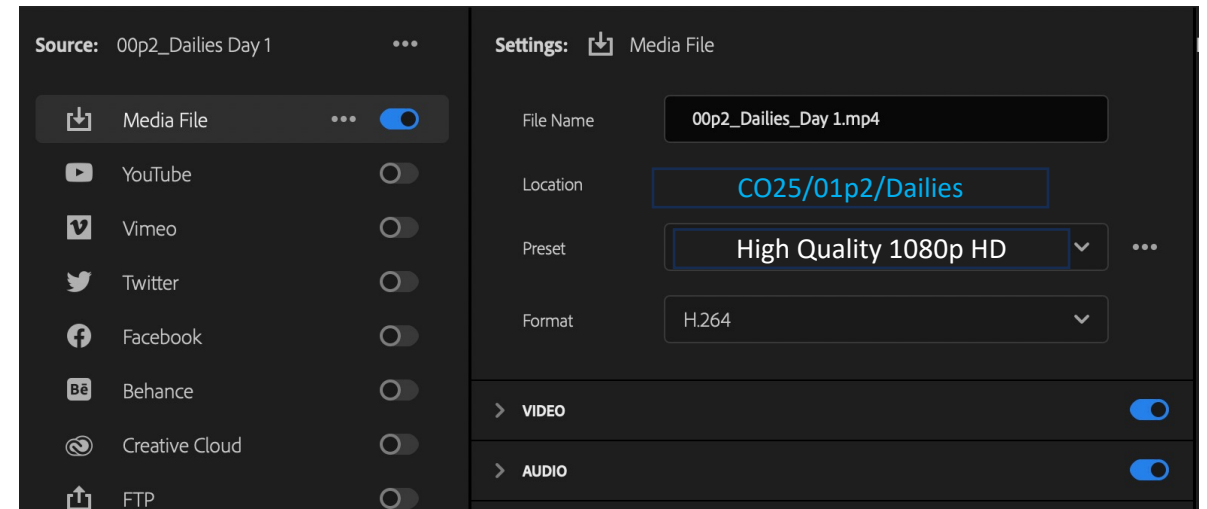 Source: 00p2_Dailies Day 1
Media File
YouTube
Vimeo
Twitter
Facebook
Behance
Creative Cloud
FTP
Settings: Media File
File Name 00p2_Dailies_Day 1.mp4
Location CO25/01p2/Dailies
Preset High Quality 1080p HD
Format H.264
VIDEO
AUDIO